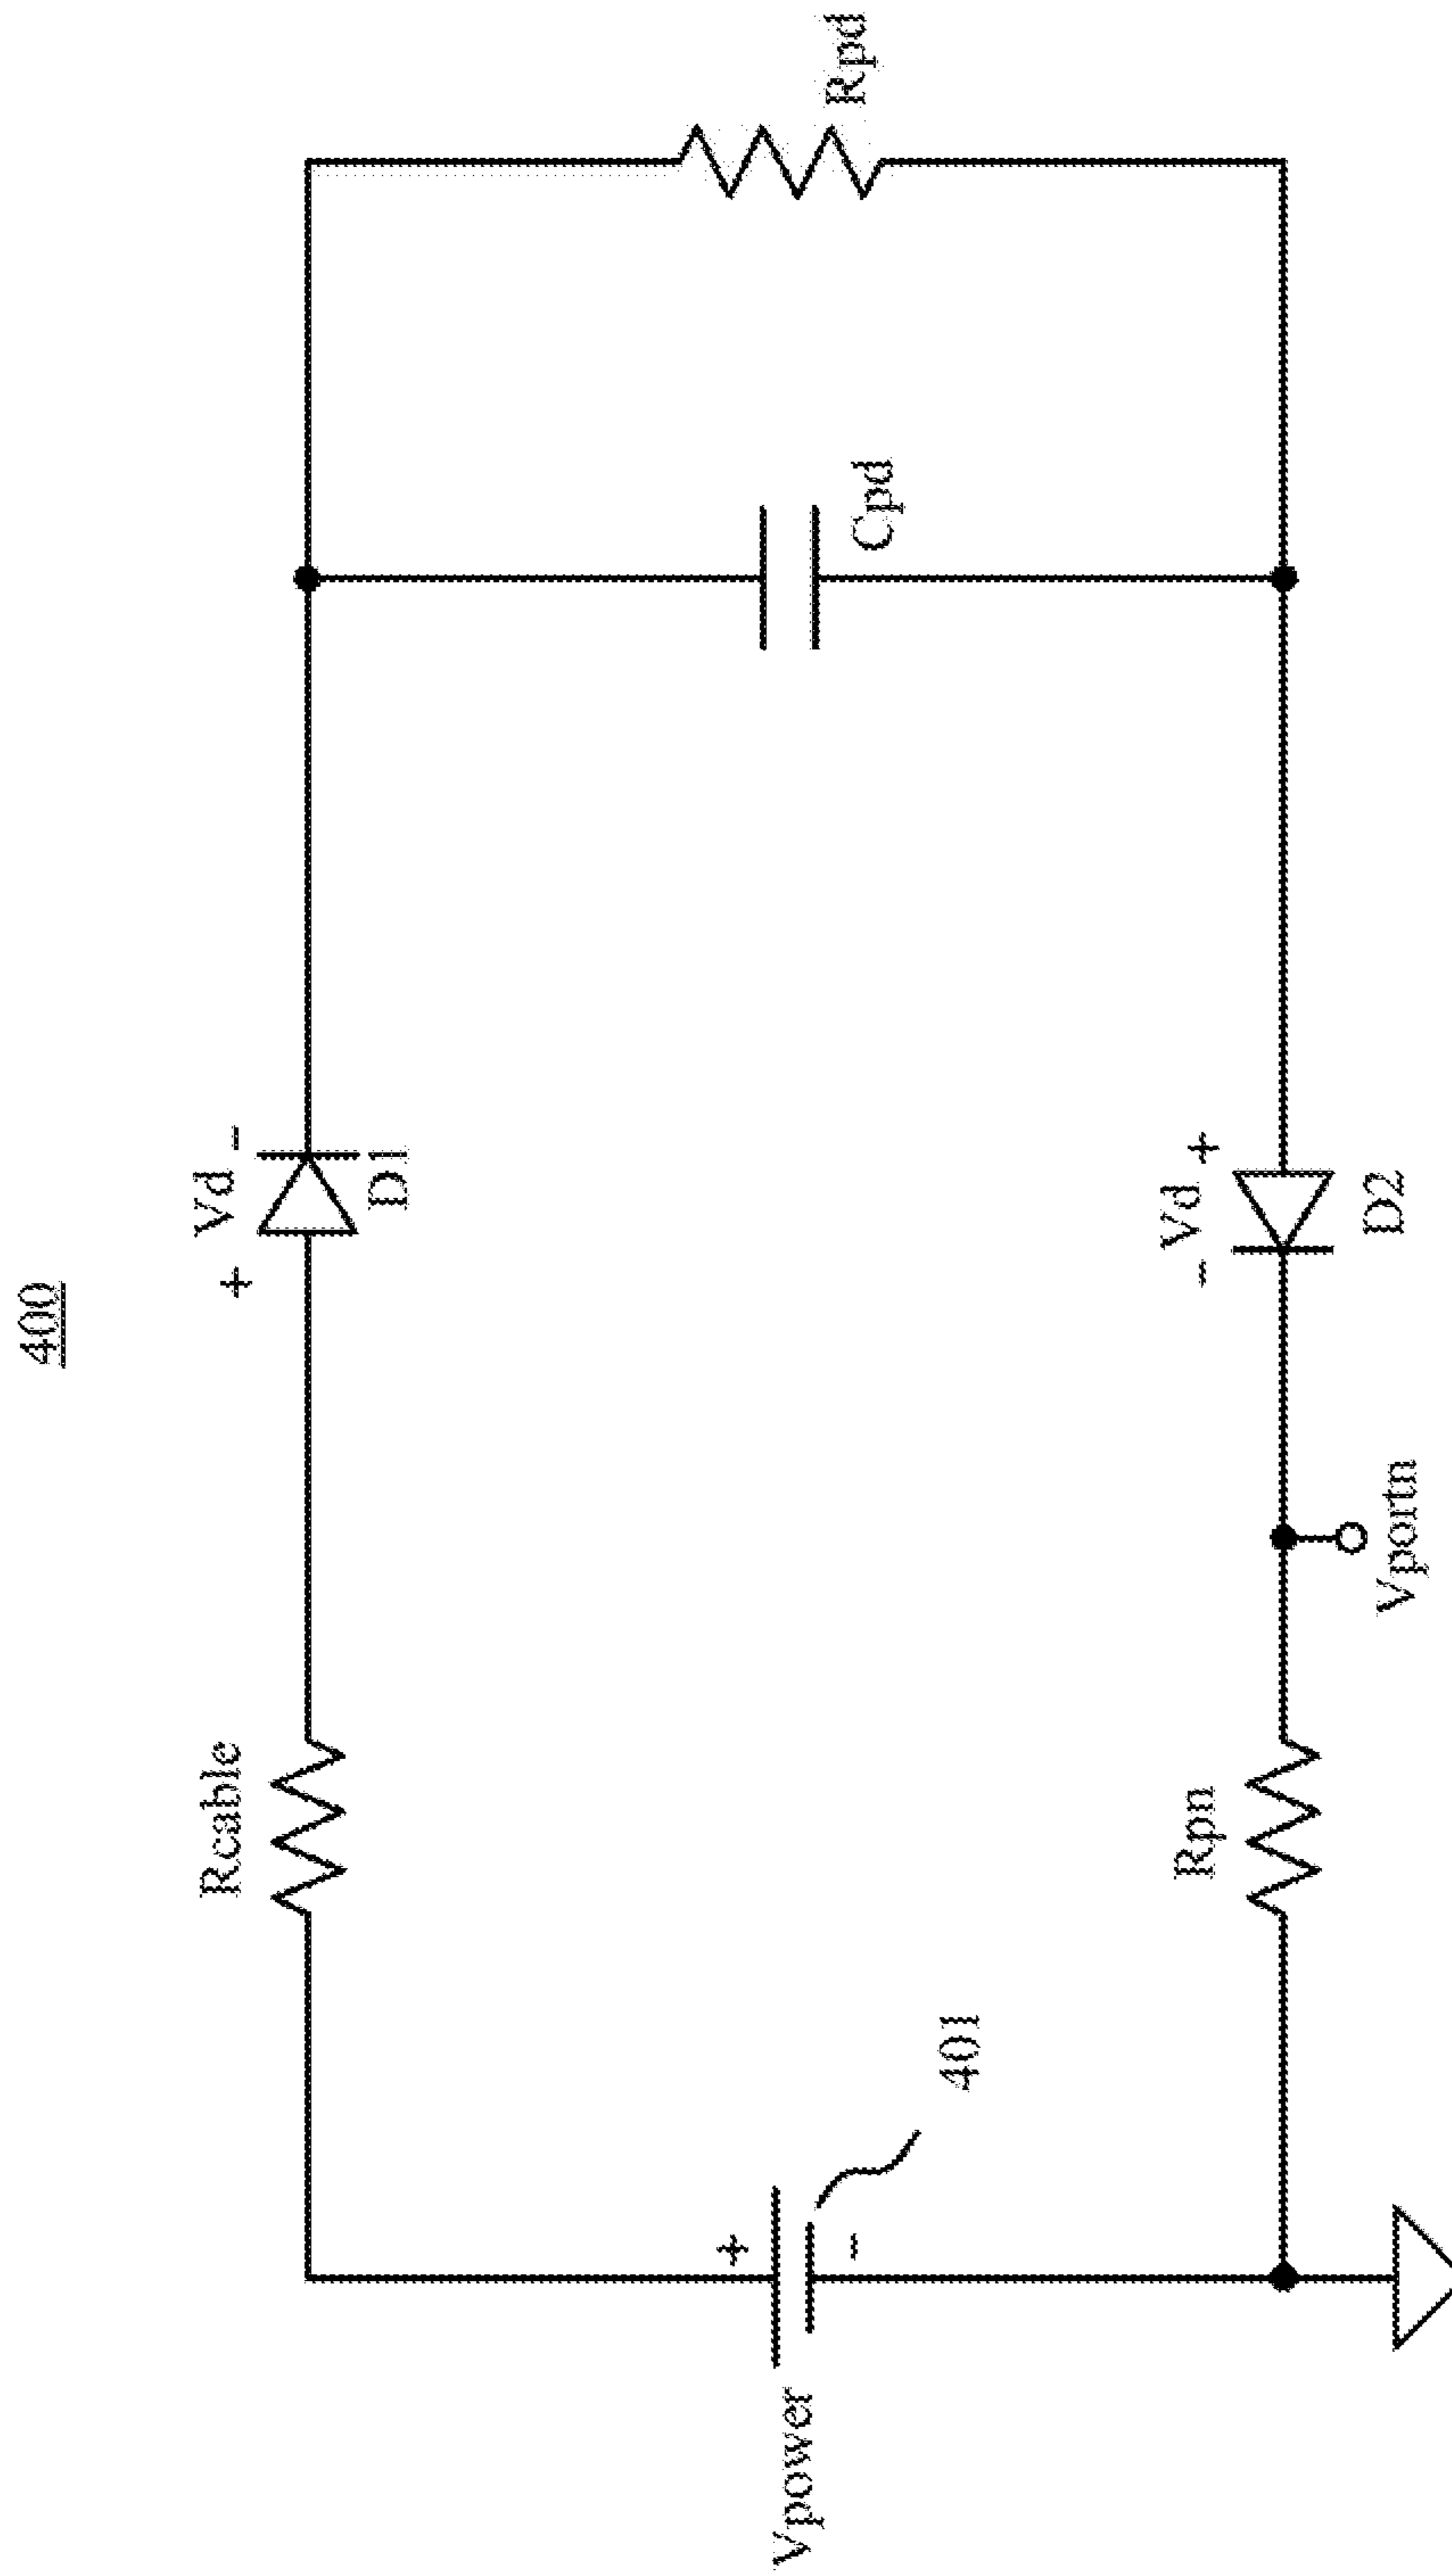 400
Rcable
+ Vd -
D1
Vpower
+
-
401
Cpd
Rpd
Rpn
Vportn
- Vd +
D2